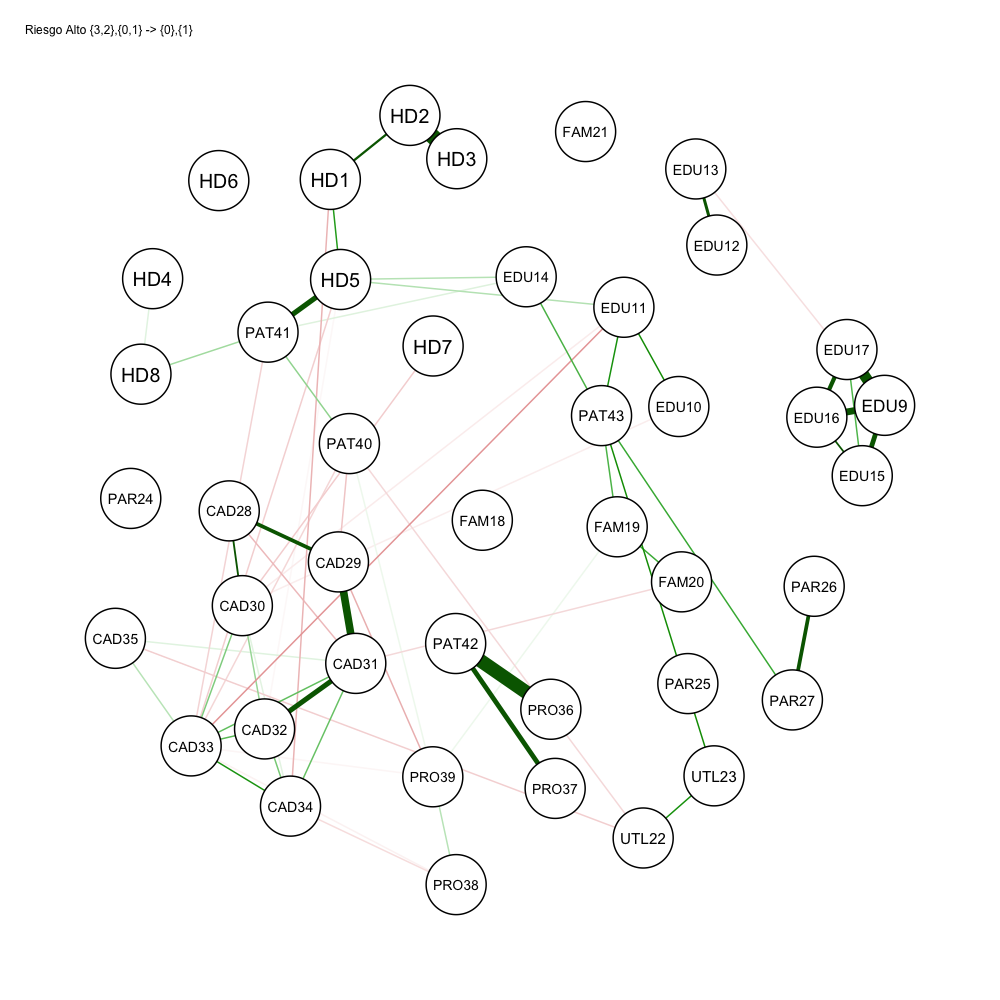 Riesgo Alto {3,2},{0,1} -> {0},{1}
HD2
FAM21
HD3
EDU13
HD1
HD6
EDU12
HD4
HD5
EDU14
EDU11
PAT41
HD7
EDU17
HD8
EDU9
EDU10
PAT43
EDU16
PAT40
EDU15
PAR24
CAD28
FAM18
FAM19
CAD29
FAM20
PAR26
CAD30
CAD35
PAT42
CAD31
PAR25
PAR27
PRO36
CAD32
CAD33
UTL23
PRO39
PRO37
CAD34
UTL22
PRO38